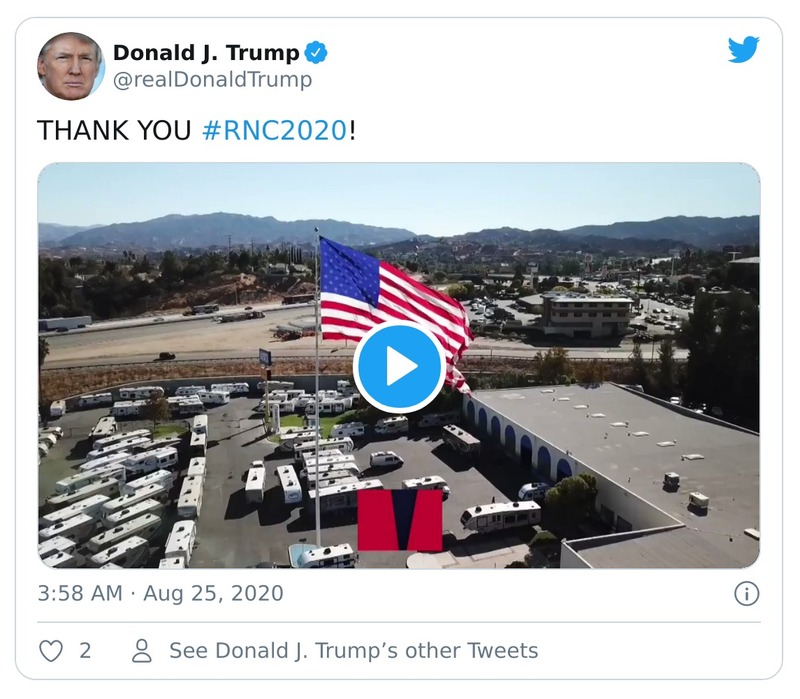 Donald J. Trump
@realDonaldTrump
THANK YOU #RNC2020!
3:58 AM · Aug 25, 2020
2
See Donald J. Trump’s other Tweets